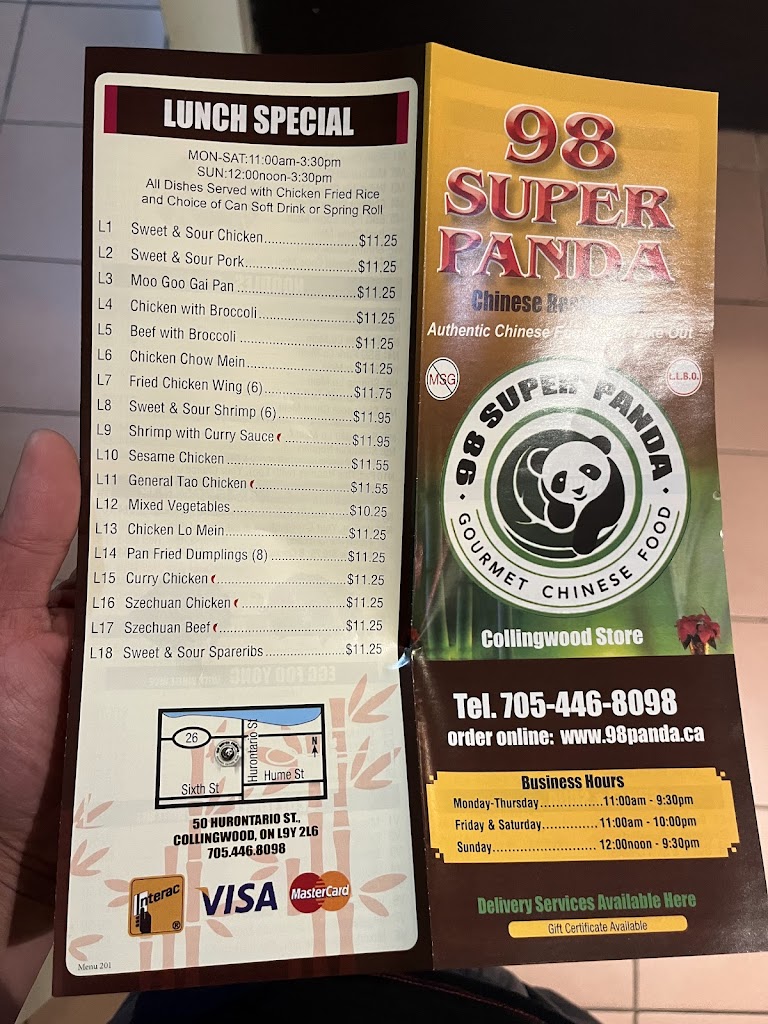 LUNCH SPECIAL
MON-SAT:11:00am-3:30pm
SUN:12:00noon-3:30pm
All Dishes Served with Chicken Fried Rice
and Choice of Can Soft Drink or Spring Roll
L1 Sweet & Sour Chicken $11.25
L2 Sweet & Sour Pork $11.25
L3 Moo Goo Gai Pan $11.25
L4 Chicken with Broccoli $11.25
L5 Beef with Broccoli $11.25
L6 Chicken Chow Mein $11.25
L7 Fried Chicken Wing (6) $11.75
L8 Sweet & Sour Shrimp (6) $11.95
L9 Shrimp with Curry Sauce $11.95
L10 Sesame Chicken $11.55
L11 General Tao Chicken $11.55
L12 Mixed Vegetables $10.25
L13 Chicken Lo Mein $11.25
L14 Pan Fried Dumplings (8) $11.25
L15 Curry Chicken $11.25
L16 Szechuan Chicken $11.25
L17 Szechuan Beef $11.25
L18 Sweet & Sour Spareribs $11.25
26
Hurontario St
N
Sixth St
Hume St
50 HURONTARIO ST.,
COLLINGWOOD, ON L9Y 2L6
705.446.8098
Interac
VISA
MasterCard
Menu 201
98
SUPER
PANDA
Chinese
Authentic Chinese Take Out
MSG
L.L.B.O.
98 SUPER PANDA
GOURMET CHINESE FOOD
Collingwood Store
Tel. 705-446-8098
order online: www.98panda.ca
Business Hours
Monday-Thursday...............11:00am - 9:30pm
Friday & Saturday..............11:00am - 10:00pm
Sunday..........................12:00noon - 9:30pm
Delivery Services Available Here
Gift Certificate Available